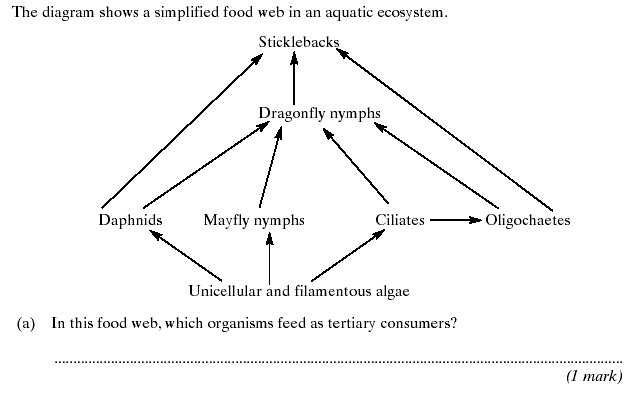 The diagram shows a simplified food web in an aquatic ecosystem.
Sticklebacks
Dragonfly nymphs
Daphnids Mayfly nymphs Ciliates Oligochaetes
Unicellular and filamentous algae
(a) In this food web, which organisms feed as tertiary consumers?
(1 mark)